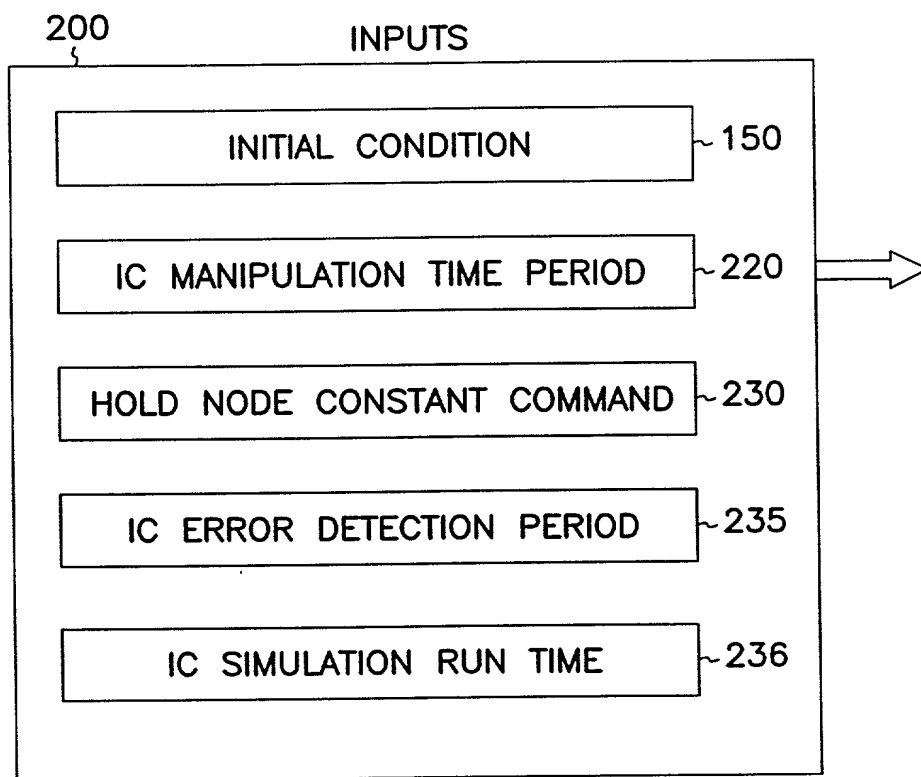 200
INPUTS
INITIAL CONDITION 150
IC MANIPULATION TIME PERIOD 220
HOLD NODE CONSTANT COMMAND 230
IC ERROR DETECTION PERIOD 235
IC SIMULATION RUN TIME 236